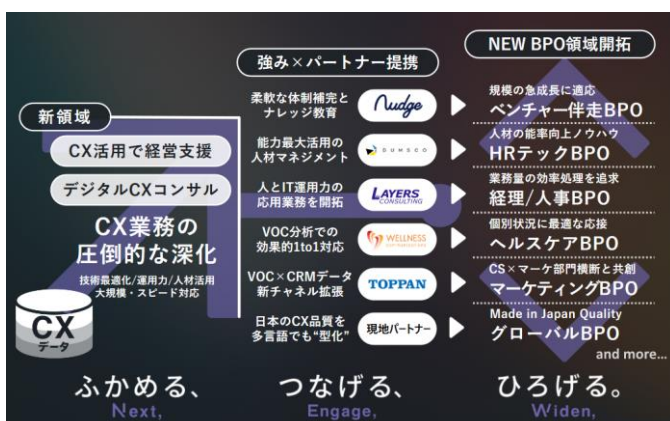 新領域
CX活用で経営支援
デジタルCXコンサル
CX業務の
圧倒的な深化
技術最適化/運用力/人材活用
大規模・スピード対応
CX
データ
強み×パートナー提携
柔軟な体制補完と
ナレッジ教育
Nudge
能力最大活用の
人材マネジメント
DUMSCO
人とIT運用力の
応用業務を開拓
LAYERS
CONSULTING
VOC分析での
効果的1to1対応
WELLNESS
VOC×CRMデータ
新チャネル拡張
TOPPAN
日本のCX品質を
多言語でも“型化”
現地パートナー
NEW BPO領域開拓
規模の急成長に適応
ベンチャー伴走BPO
人材の能率向上ノウハウ
HRテックBPO
業務量の効率処理を追求
経理/人事BPO
個別状況に最適な応接
ヘルスケアBPO
CS×マーケ部門横断と共創
マーケティングBPO
Made in Japan Quality
グローバルBPO
and more...
ふかめる、
Next,
つなげる、
Engage,
ひろげる。
Widen,